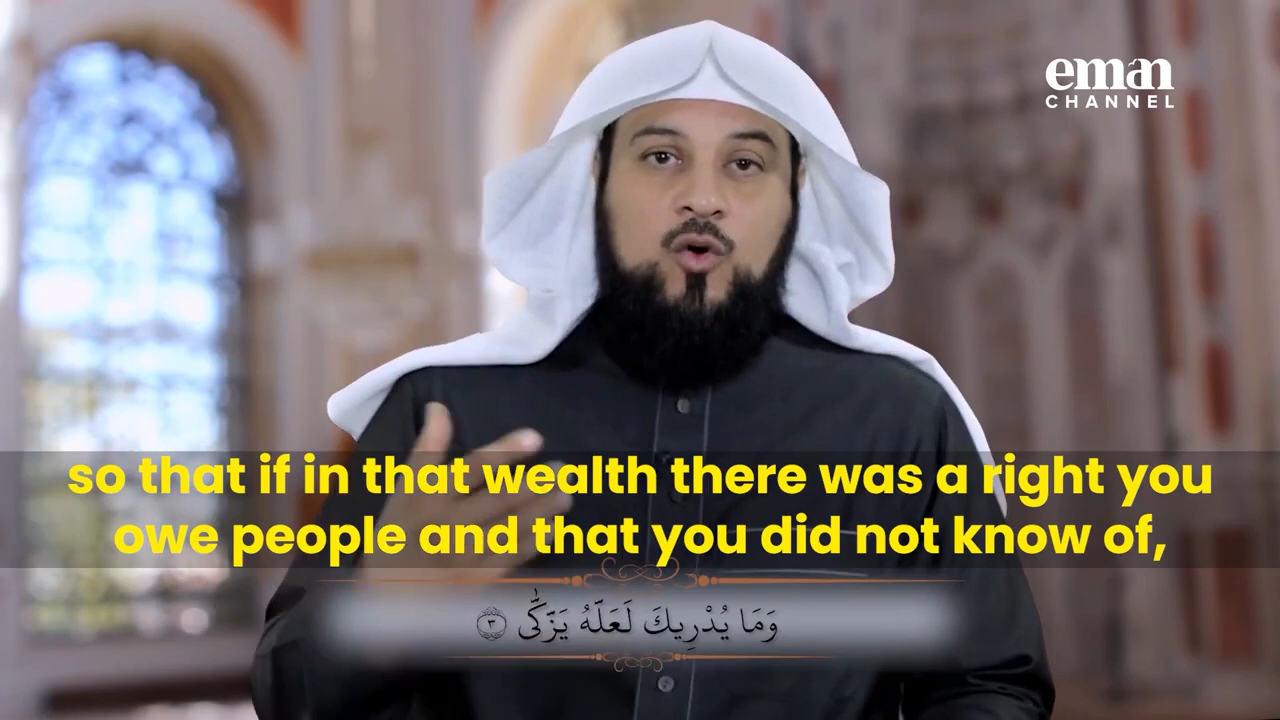 eman
CHANNEL
so that if in that wealth there was a right you
owe people and that you did not know of,
وَمَا يُدْرِيكَ لَعَلَّهُ يَزَّكَّىٰ ۝٣